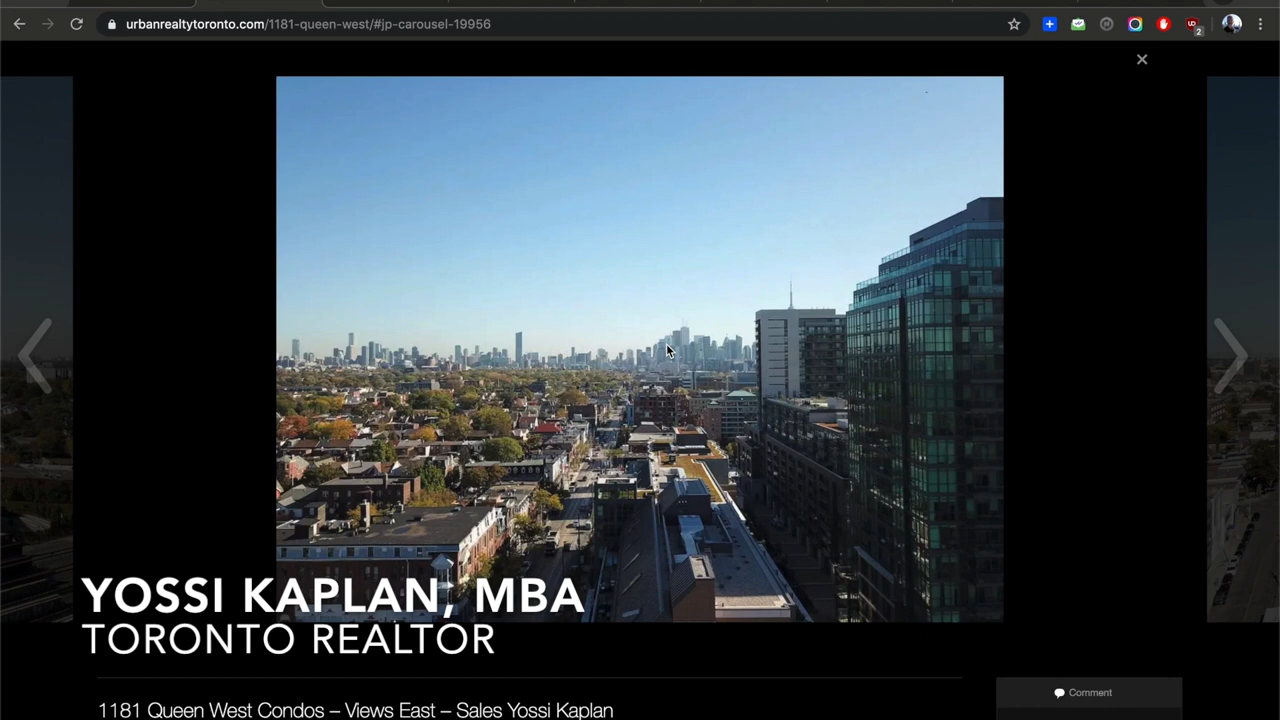 urbanrealtytoronto.com/1181-queen-west/#jp-carousel-19956
2
YOSSI KAPLAN, MBA
TORONTO REALTOR
Comment
1181 Queen West Condos – Views East – Sales Yossi Kaplan